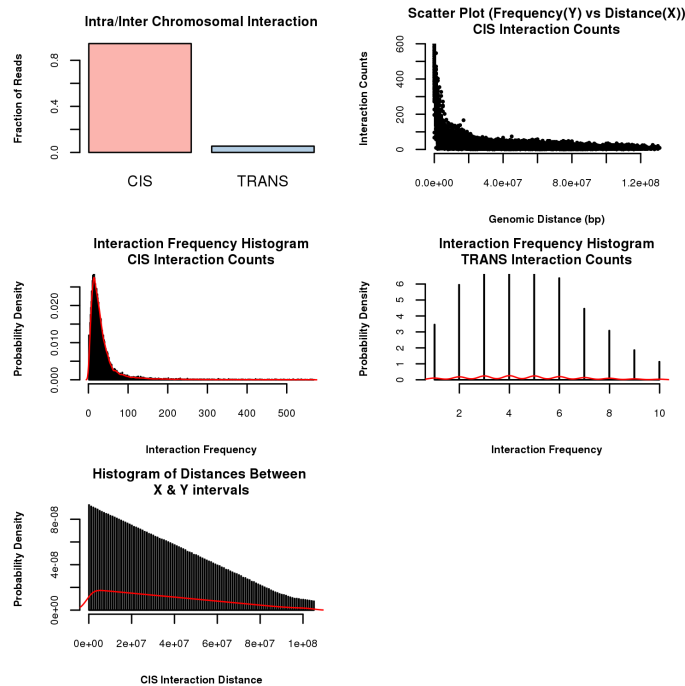 Intra/Inter Chromosomal Interaction
Fraction of Reads
0.0 0.4 0.8
CIS TRANS
Scatter Plot (Frequency(Y) vs Distance(X))
CIS Interaction Counts
Interaction Counts
0 200 400 600
0.0e+00 4.0e+07 8.0e+07 1.2e+08
Genomic Distance (bp)
Interaction Frequency Histogram
CIS Interaction Counts
Probability Density
0.000 0.010 0.020
0 100 200 300 400 500
Interaction Frequency
Interaction Frequency Histogram
TRANS Interaction Counts
Probability Density
0 1 2 3 4 5 6
2 4 6 8 10
Interaction Frequency
Histogram of Distances Between
X & Y intervals
Probability Density
0e+00 4e-08 8e-08
0e+00 2e+07 4e+07 6e+07 8e+07 1e+08
CIS Interaction Distance